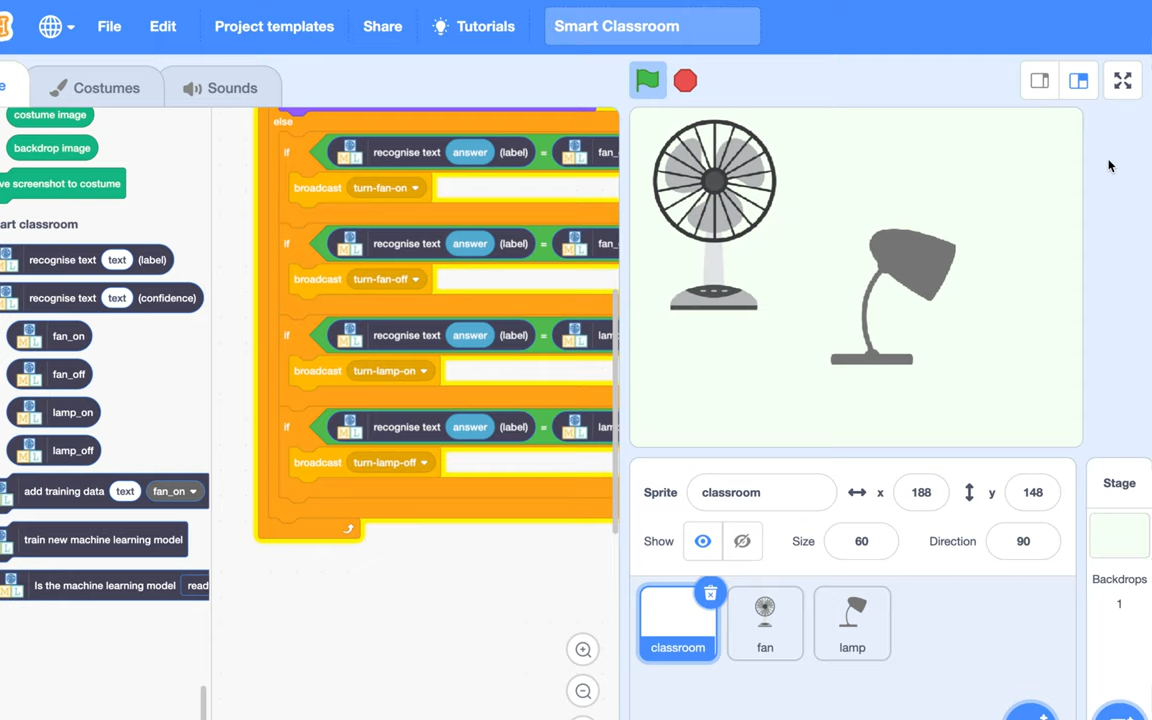 File Edit Project templates Share Tutorials Smart Classroom
Costumes Sounds
costume image
else
backdrop image
if recognise text answer (label) = fan_
screenshot to costume
broadcast turn-fan-on
classroom
recognise text text (label)
if recognise text answer (label) = fan_
broadcast turn-fan-off
recognise text text (confidence)
fan_on
if recognise text answer (label) =
broadcast turn-lamp-on
fan_off
lamp_on
if recognise text answer (label) =
lamp_off
broadcast turn-lamp-off
add training data text fan_on
train new machine learning model
Is the machine learning model
Sprite classroom x 188 y 148
Show Size 60 Direction 90
classroom fan lamp
Stage
Backdrops
1